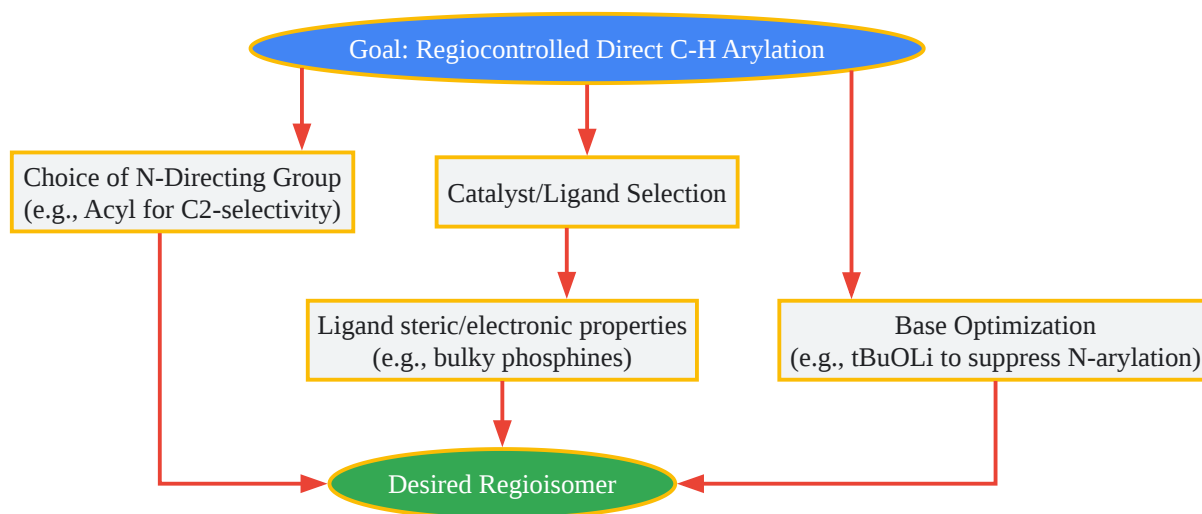 Goal: Regiocontrolled Direct C-H Arylation
Choice of N-Directing Group
(e.g., Acyl for C2-selectivity)
Catalyst/Ligand Selection
Ligand steric/electronic properties
(e.g., bulky phosphines)
Base Optimization
(e.g., tBuOLi to suppress N-arylation)
Desired Regioisomer